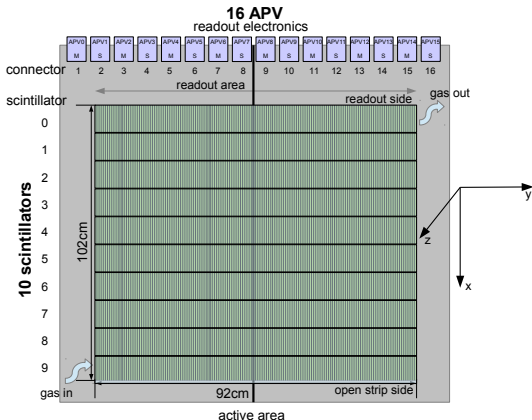 16 APV
readout electronics
APV0 APV1 APV2 APV3 APV4 APV5 APV6 APV7 APV8 APV9 APV10 APV11 APV12 APV13 APV14 APV15
M S M S M S M S M S M S M S M S
connector 1 2 3 4 5 6 7 8 9 10 11 12 13 14 15 16
readout area
scintillator
readout side
gas out
0
1
2
3
4
5
6
7
8
9
10 scintillators
102cm
y
z
x
gas in
92cm
open strip side
active area